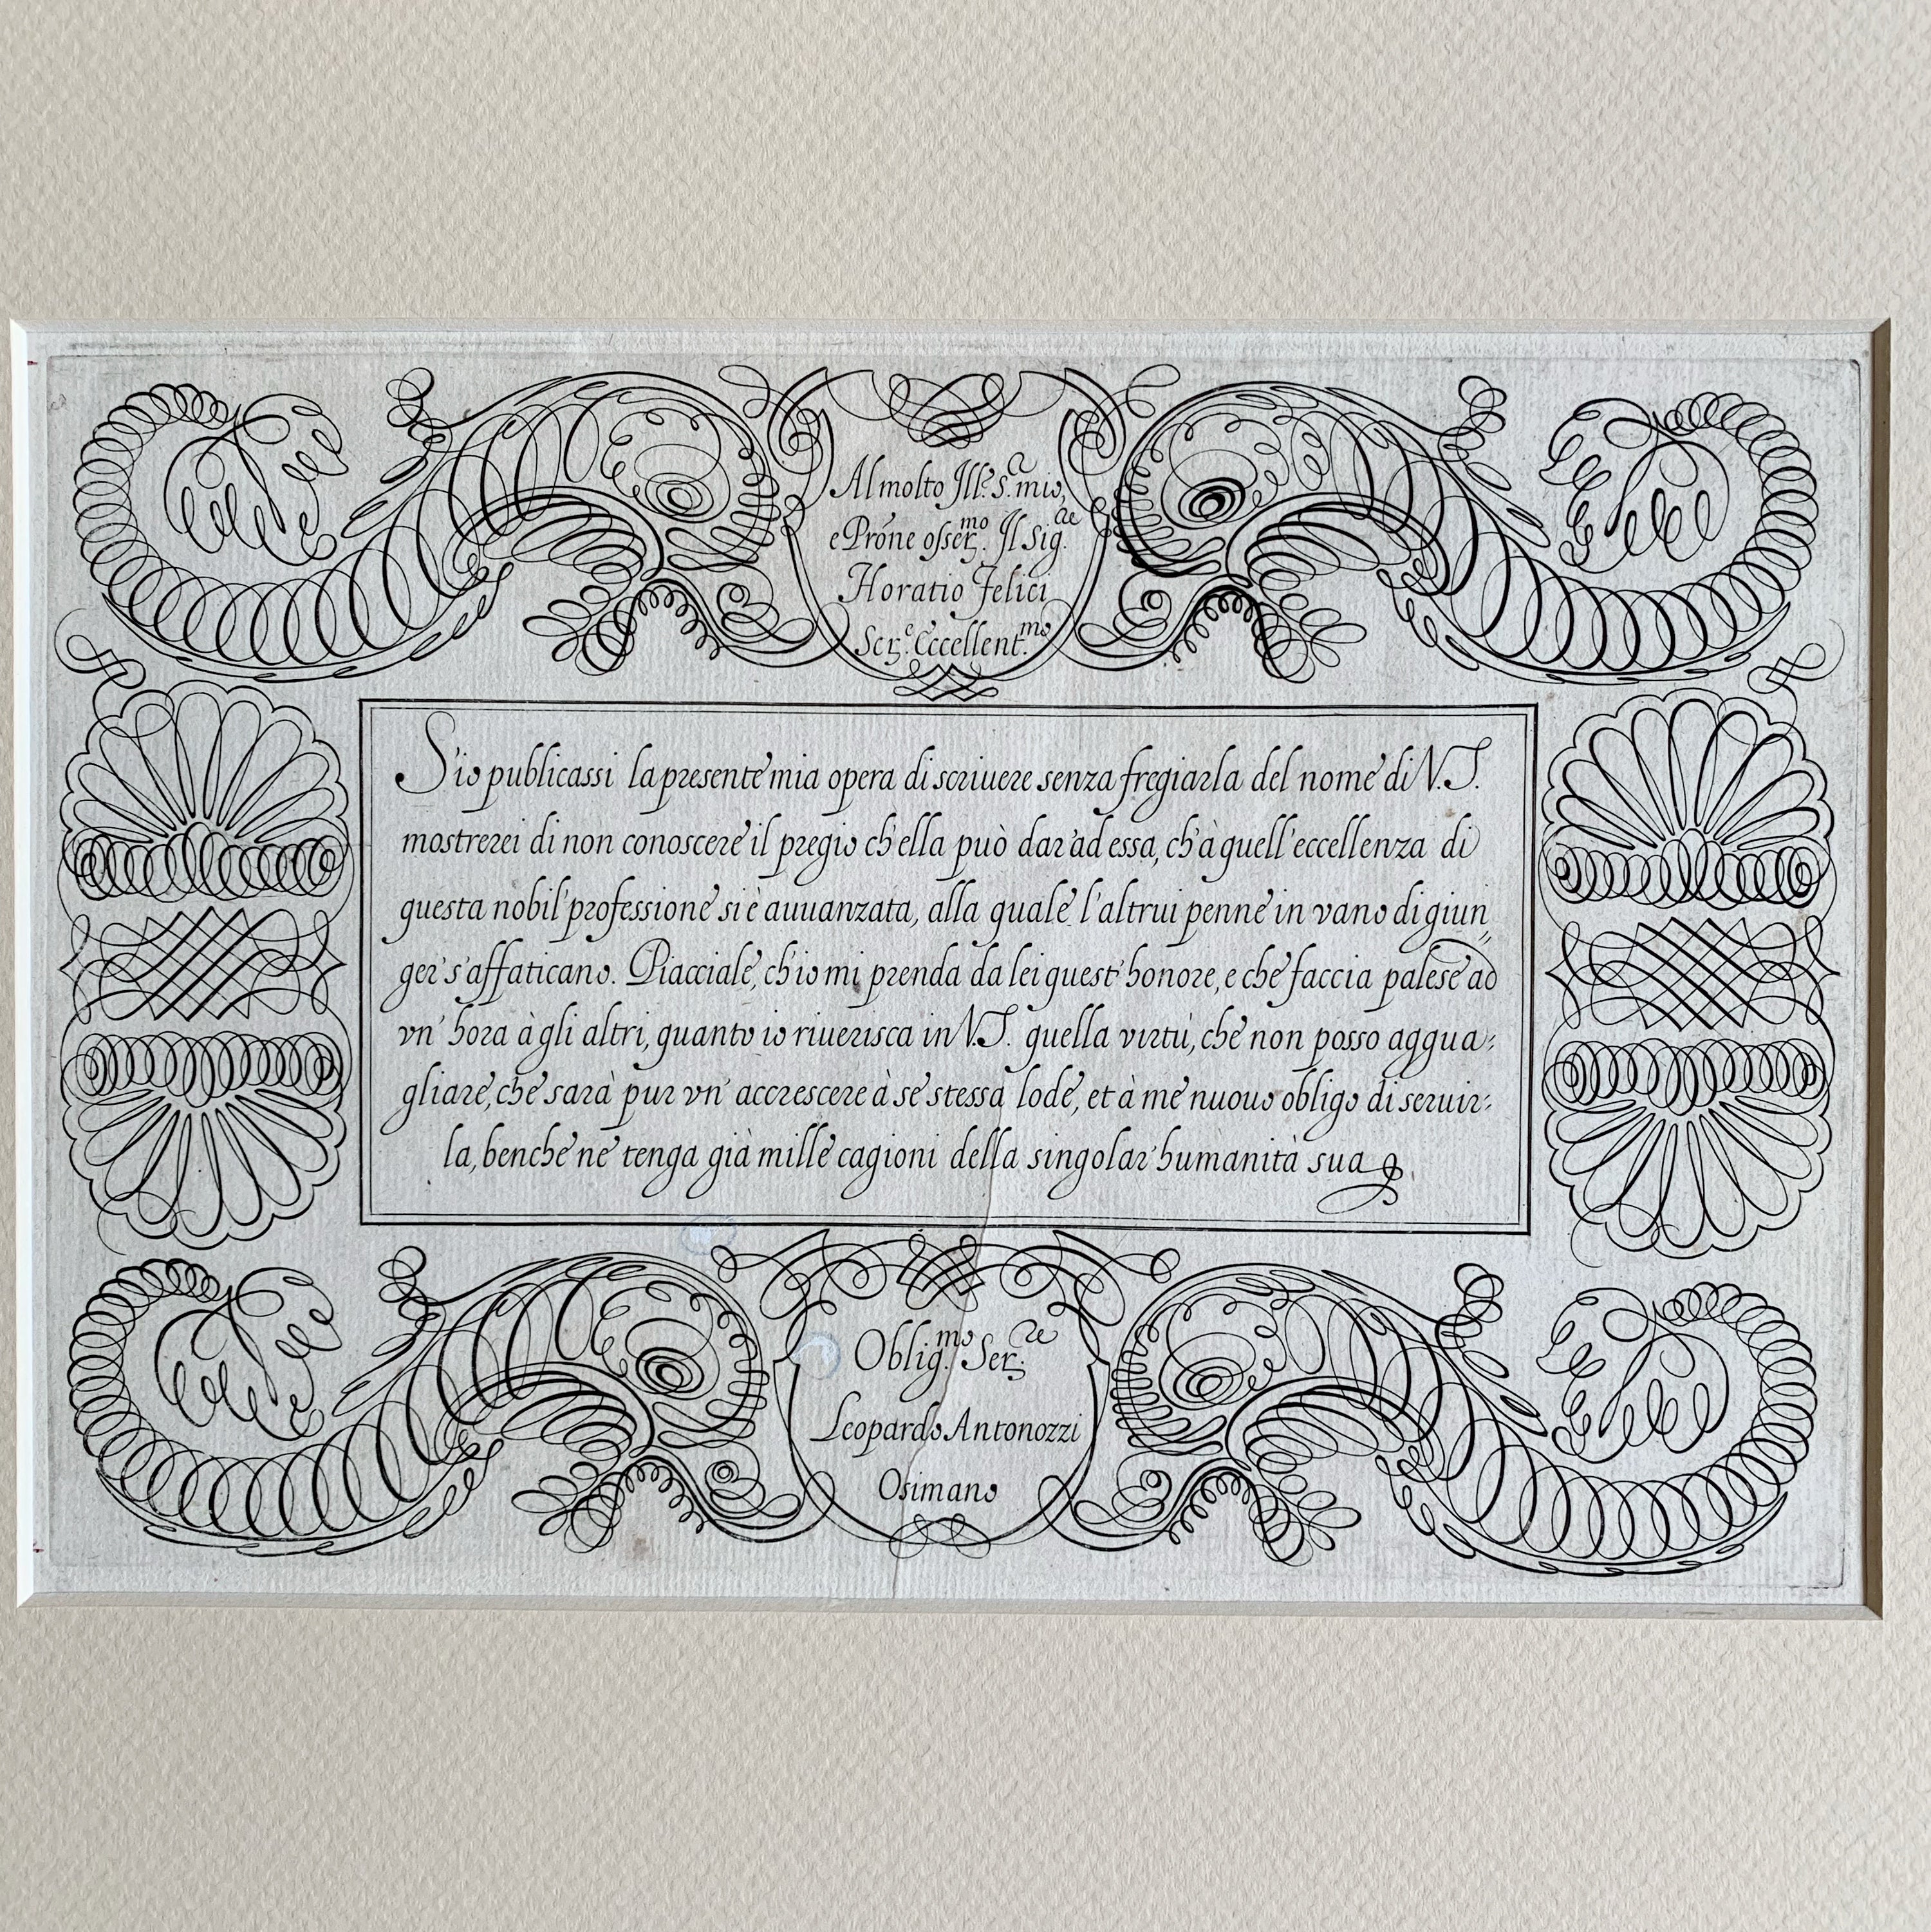 Al molto Ill.e S.r mio,
e Prône osser.mo Il Sig.re
Horatio Felici
Scr.e Eccellent.mo
S'io publicassi la presente mia opera di scriuere senza fregiarla del nome di V.S.
mostrerei di non conoscere il pregio ch'ella può dar'ad essa, ch'à quell'eccellenza di
questa nobil'professione si è auuanzata, alla quale l'altrui penne in vano di giun,,
ger's'affaticano. Piacciale, ch'io mi prenda da lei quest'honore, e che faccia palese ad
vn'hora à gli altri, quanto io riuerisca in V.S. quella virtù, che non posso aggua-
gliare, che sarà pur vn'accrescere à se stessa lode, et à me nuouo obligo di seruir-
la, benche ne tenga già mille cagioni della singolar'humanità sua
Oblig.mo Ser.re
Leopardo Antonozzi
Osimano